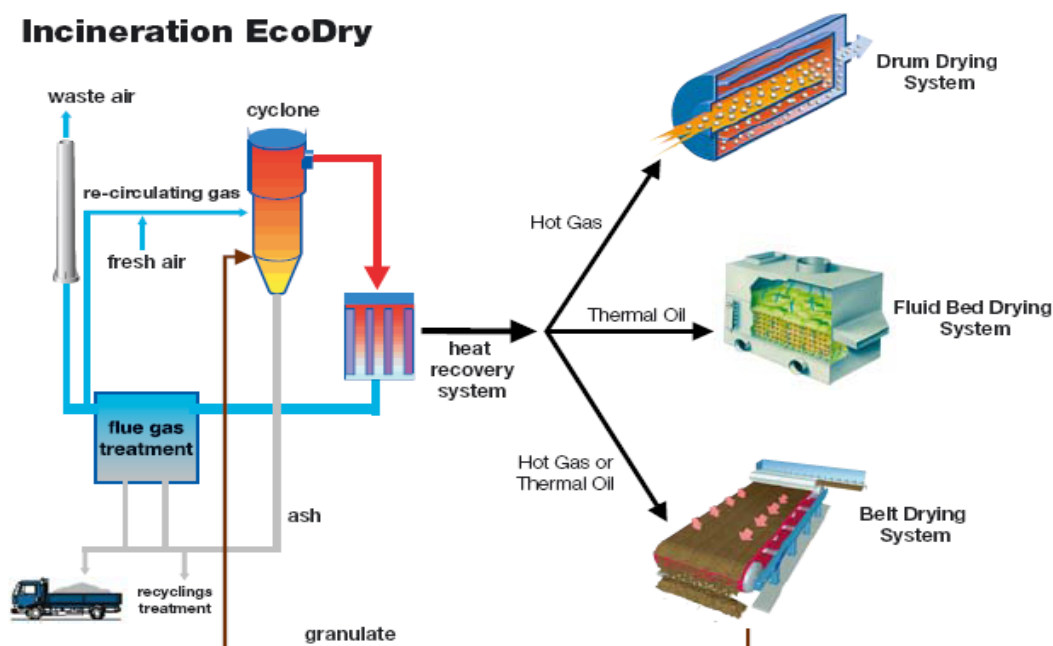 Incineration EcoDry
waste air
cyclone
re-circulating gas
fresh air
flue gas
treatment
ash
recyclings
treatment
granulate
heat
recovery
system
Hot Gas
Thermal Oil
Hot Gas or
Thermal Oil
Drum Drying
System
Fluid Bed Drying
System
Belt Drying
System